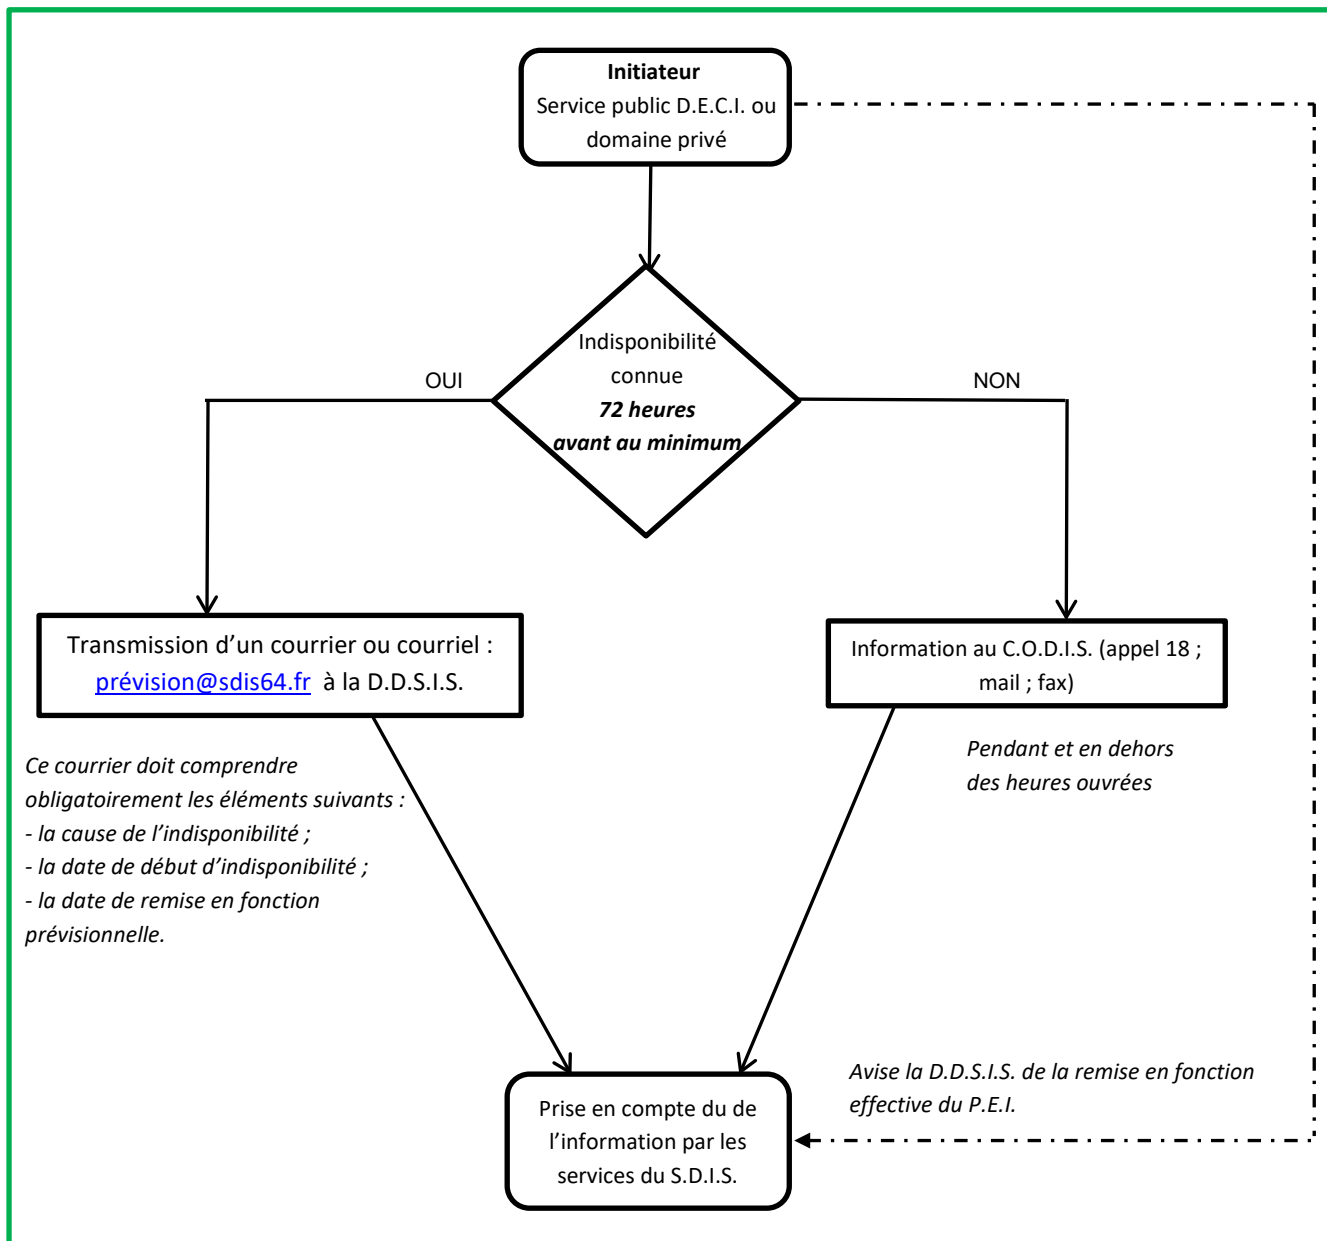 Initiateur
Service public D.E.C.I. ou
domaine privé
Indisponibilité
connue
72 heures
avant au minimum
OUI
NON
Transmission d’un courrier ou courriel :
prévision@sdis64.fr à la D.D.S.I.S.
Information au C.O.D.I.S. (appel 18 ;
mail ; fax)
Ce courrier doit comprendre
obligatoirement les éléments suivants :
- la cause de l’indisponibilité ;
- la date de début d’indisponibilité ;
- la date de remise en fonction
prévisionnelle.
Pendant et en dehors
des heures ouvrées
Avise la D.D.S.I.S. de la remise en fonction
effective du P.E.I.
Prise en compte du de
l’information par les
services du S.D.I.S.